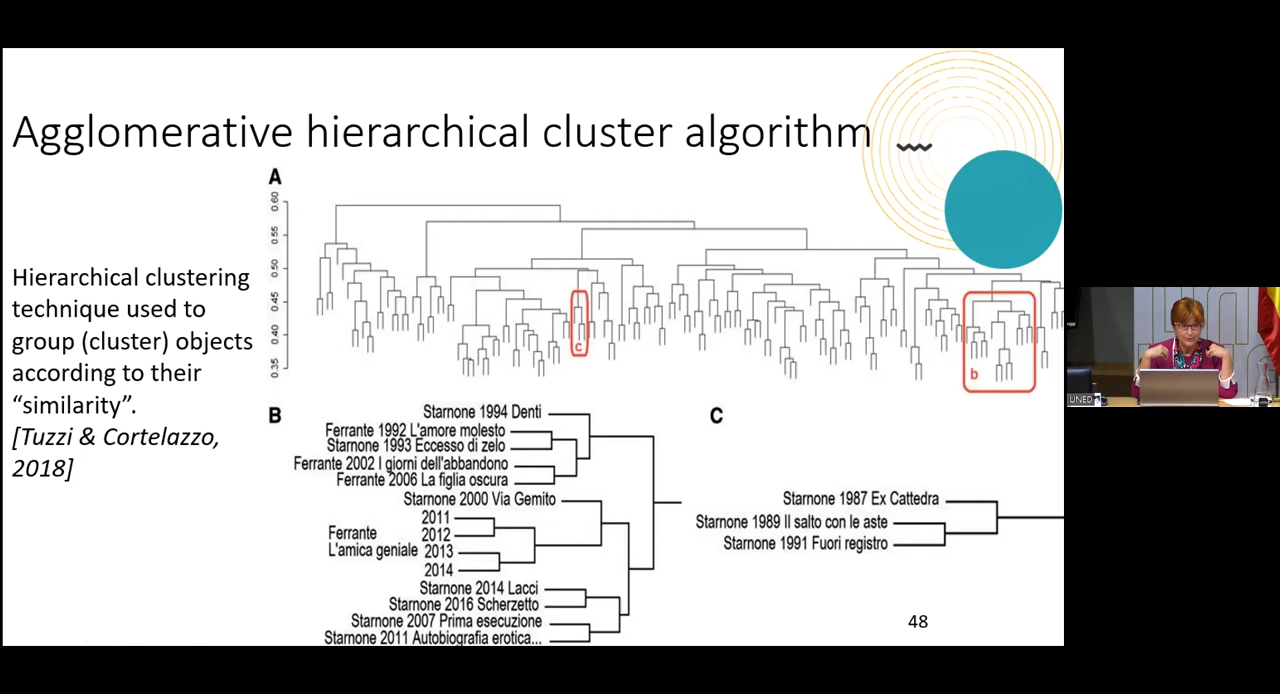 Agglomerative hierarchical cluster algorithm
Hierarchical clustering
technique used to
group (cluster) objects
according to their
“similarity”.
[Tuzzi & Cortelazzo,
2018]
A
0.60
0.55
0.50
0.45
0.40
0.35
c
b
B
Starnone 1994 Denti
Ferrante 1992 L'amore molesto
Starnone 1993 Eccesso di zelo
Ferrante 2002 I giorni dell'abbandono
Ferrante 2006 La figlia oscura
Starnone 2000 Via Gemito
2011
Ferrante 2012
L'amica geniale 2013
2014
Starnone 2014 Lacci
Starnone 2016 Scherzetto
Starnone 2007 Prima esecuzione
Starnone 2011 Autobiografia erotica...
C
Starnone 1987 Ex Cattedra
Starnone 1989 Il salto con le aste
Starnone 1991 Fuori registro
48
UNED